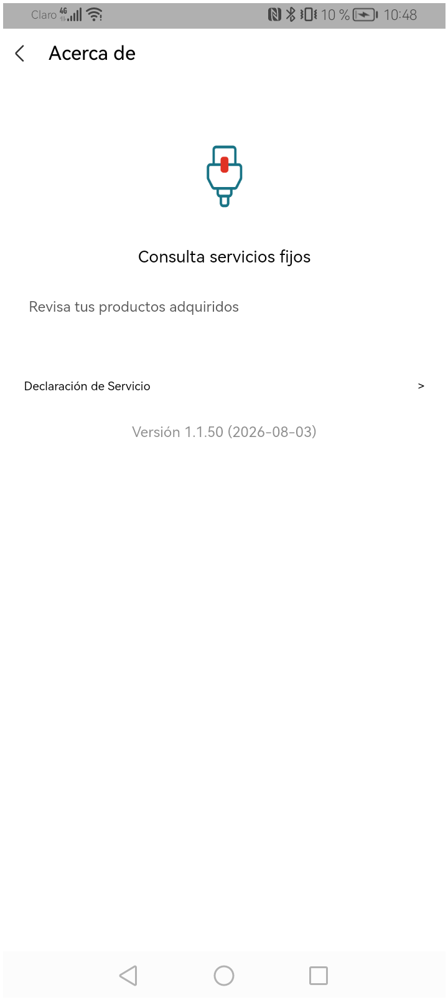 Claro 4G 10 % 10:48
Acerca de
Consulta servicios fijos
Revisa tus productos adquiridos
Declaración de Servicio >
Versión 1.1.50 (2026-08-03)